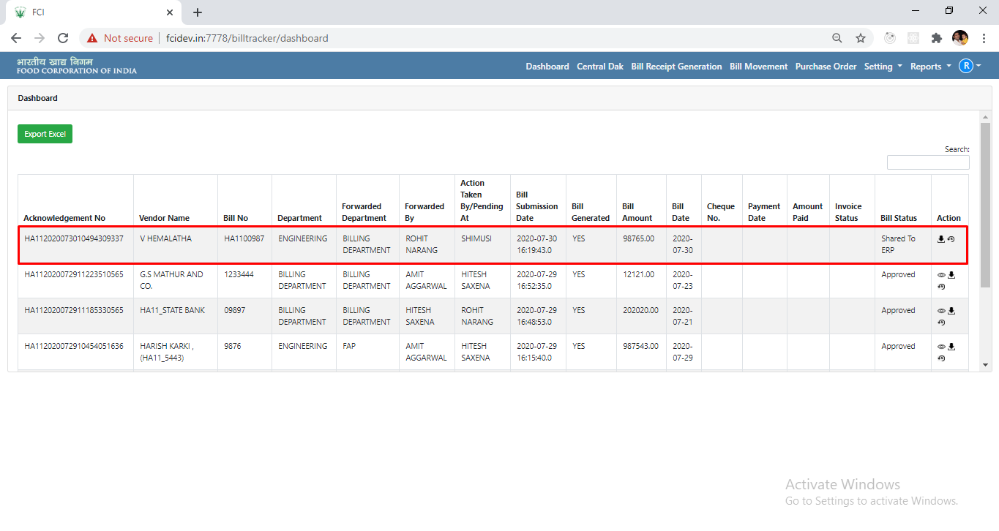 FCI
Not secure
fcidev.in:7778/billtracker/dashboard
भारतीय खाद्य निगम
FOOD CORPORATION OF INDIA
Dashboard Central Dak Bill Receipt Generation Bill Movement Purchase Order Setting Reports R
Dashboard
Export Excel
Search:
Acknowledgement No Vendor Name Bill No Department Forwarded Department Forwarded By Action Taken By/Pending At Bill Submission Date Bill Generated Bill Amount Bill Date Cheque No. Payment Date Amount Paid Invoice Status Bill Status Action
HA112020073010494309337 V HEMALATHA HA1100987 ENGINEERING BILLING DEPARTMENT ROHIT NARANG SHIMUSI 2020-07-30 16:19:43.0 YES 98765.00 2020-07-30 Shared To ERP
HA112020072911223510565 G.S MATHUR AND CO. 1233444 BILLING DEPARTMENT BILLING DEPARTMENT AMIT AGGARWAL HITESH SAXENA 2020-07-29 16:52:35.0 YES 12121.00 2020-07-23 Approved
HA112020072911185330565 HA11_STATE BANK 09897 BILLING DEPARTMENT BILLING DEPARTMENT HITESH SAXENA ROHIT NARANG 2020-07-29 16:48:53.0 YES 202020.00 2020-07-21 Approved
HA112020072910454051636 HARISH KARKI , (HA11_5443) 9876 ENGINEERING FAP AMIT AGGARWAL HITESH SAXENA 2020-07-29 16:15:40.0 YES 987543.00 2020-07-29 Approved
Activate Windows
Go to Settings to activate Windows.